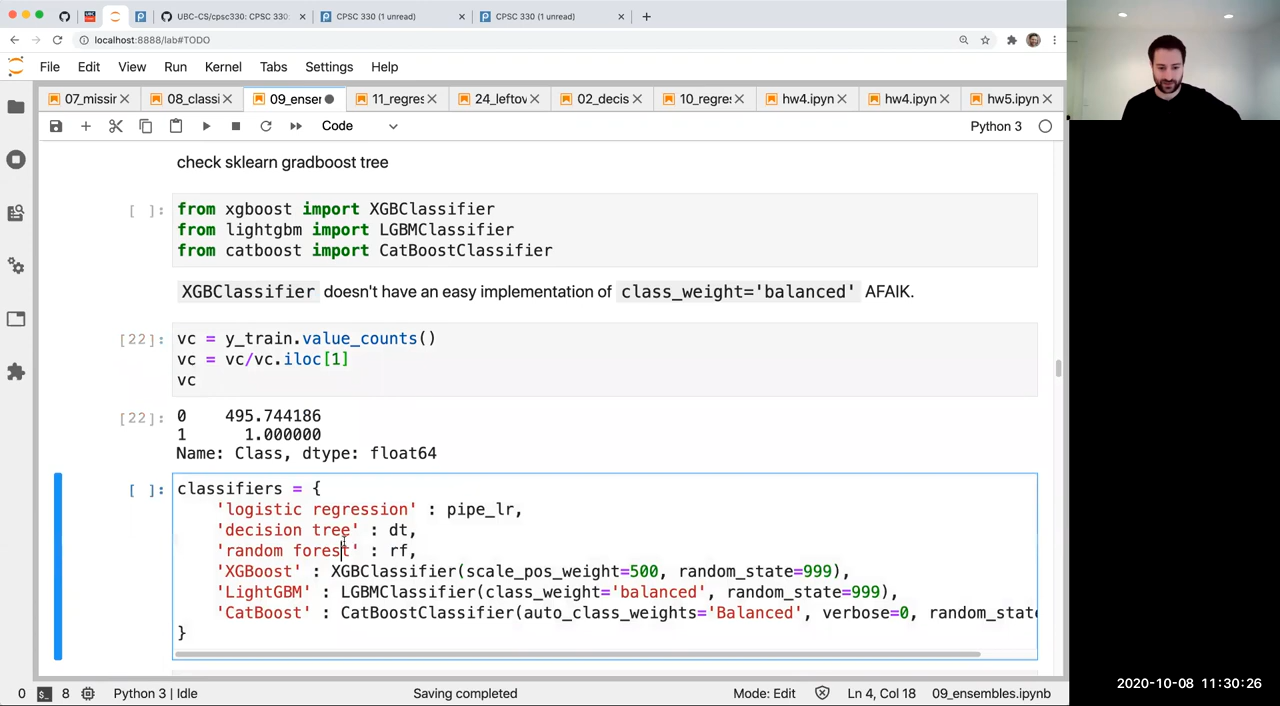 UBC-CS/cpsc330: CPSC 330:
CPSC 330 (1 unread)
CPSC 330 (1 unread)
localhost:8888/lab#TODO
File Edit View Run Kernel Tabs Settings Help
07_missir
08_classi
09_ensem
11_regres
24_leftov
02_decis
10_regre:
hw4.ipyn
hw4.ipyn
hw5.ipyn
Code
Python 3
check sklearn gradboost tree
[ ]:
from xgboost import XGBClassifier
from lightgbm import LGBMClassifier
from catboost import CatBoostClassifier
XGBClassifier doesn't have an easy implementation of class_weight='balanced' AFAIK.
[22]:
vc = y_train.value_counts()
vc = vc/vc.iloc[1]
vc
[22]:
0 495.744186
1 1.000000
Name: Class, dtype: float64
[ ]:
classifiers = {
'logistic regression' : pipe_lr,
'decision tree' : dt,
'random forest' : rf,
'XGBoost' : XGBClassifier(scale_pos_weight=500, random_state=999),
'LightGBM' : LGBMClassifier(class_weight='balanced', random_state=999),
'CatBoost' : CatBoostClassifier(auto_class_weights='Balanced', verbose=0, random_state
}
0 8 Python 3 | Idle Saving completed Mode: Edit Ln 4, Col 18 09_ensembles.ipynb
2020-10-08 11:30:26